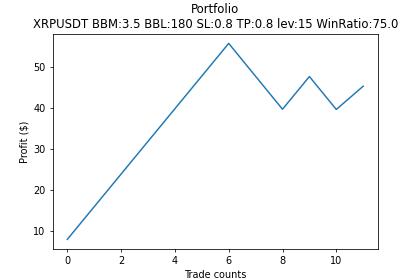 Portfolio
XRPUSDT BBM:3.5 BBL:180 SL:0.8 TP:0.8 lev:15 WinRatio:75.0
Profit ($)
50
40
30
20
10
0 2 4 6 8 10
Trade counts